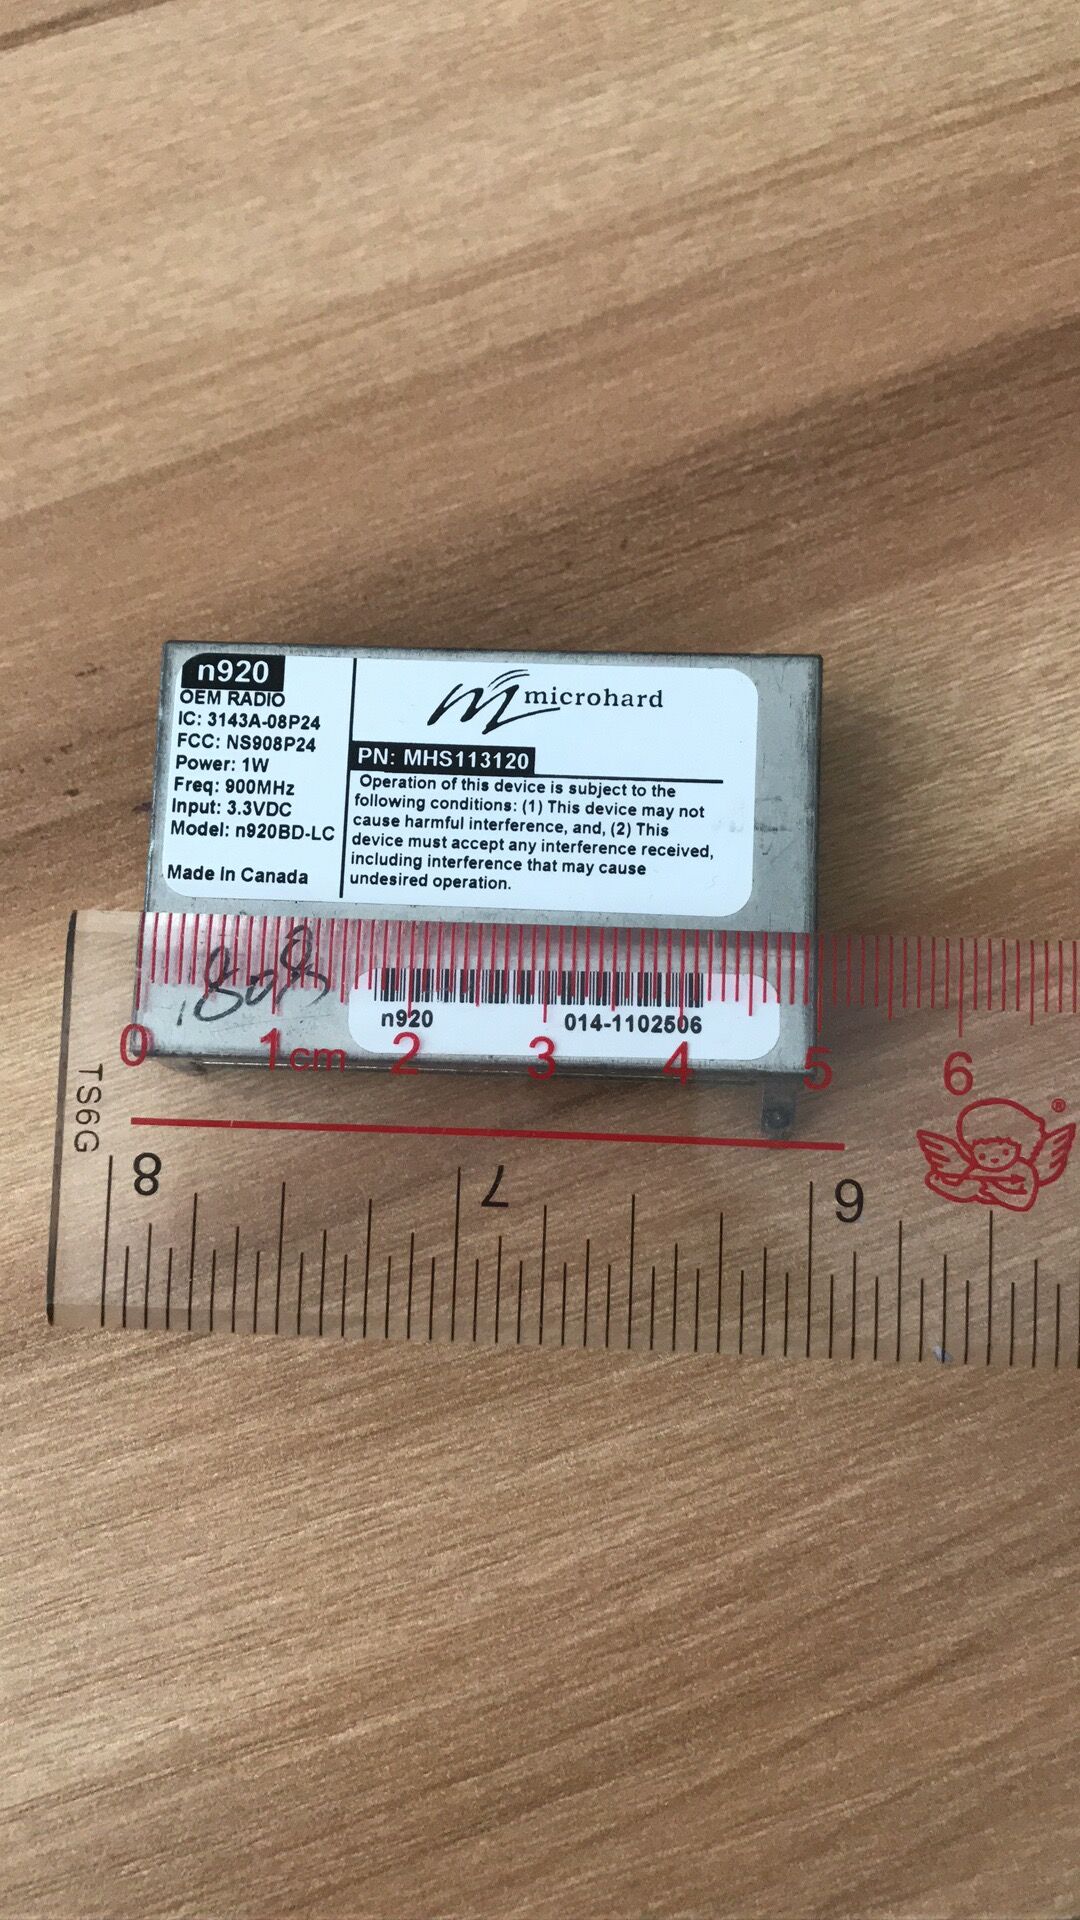 n920
OEM RADIO
IC: 3143A-08P24
FCC: NS908P24
Power: 1W
Freq: 900MHz
Input: 3.3VDC
Model: n920BD-LC
Made In Canada
microhard
PN: MHS113120
Operation of this device is subject to the
following conditions: (1) This device may not
cause harmful interference, and, (2) This
device must accept any interference received,
including interference that may cause
undesired operation.
n920 014-1102506
0 1cm 2 3 4 5 6
TS6G
®
8 7 6